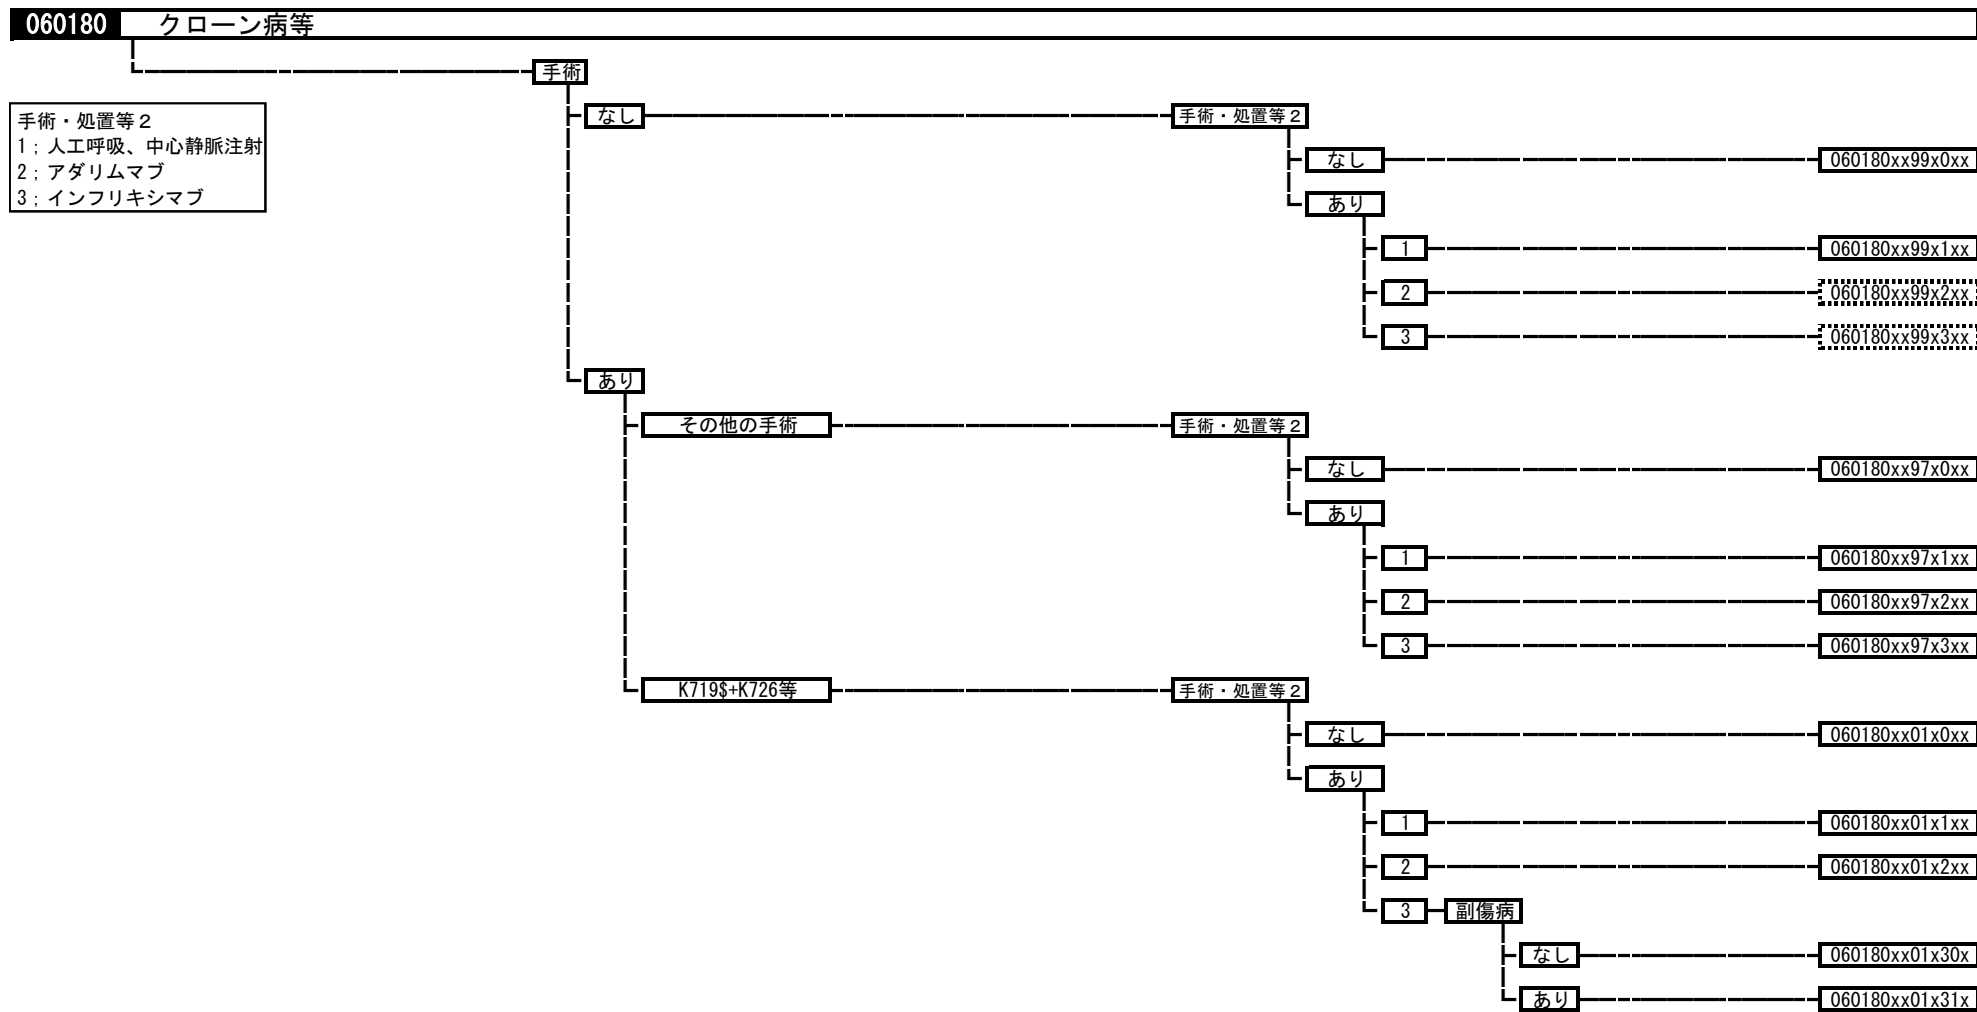 060180 クローン病等
手術
手術・処置等２
1；人工呼吸、中心静脈注射
2；アダリムマブ
3；インフリキシマブ
なし 手術・処置等２
なし 060180xx99x0xx
あり
1 060180xx99x1xx
2 060180xx99x2xx
3 060180xx99x3xx
あり
その他の手術 手術・処置等２
なし 060180xx97x0xx
あり
1 060180xx97x1xx
2 060180xx97x2xx
3 060180xx97x3xx
K719$+K726等 手術・処置等２
なし 060180xx01x0xx
あり
1 060180xx01x1xx
2 060180xx01x2xx
3 副傷病
なし 060180xx01x30x
あり 060180xx01x31x